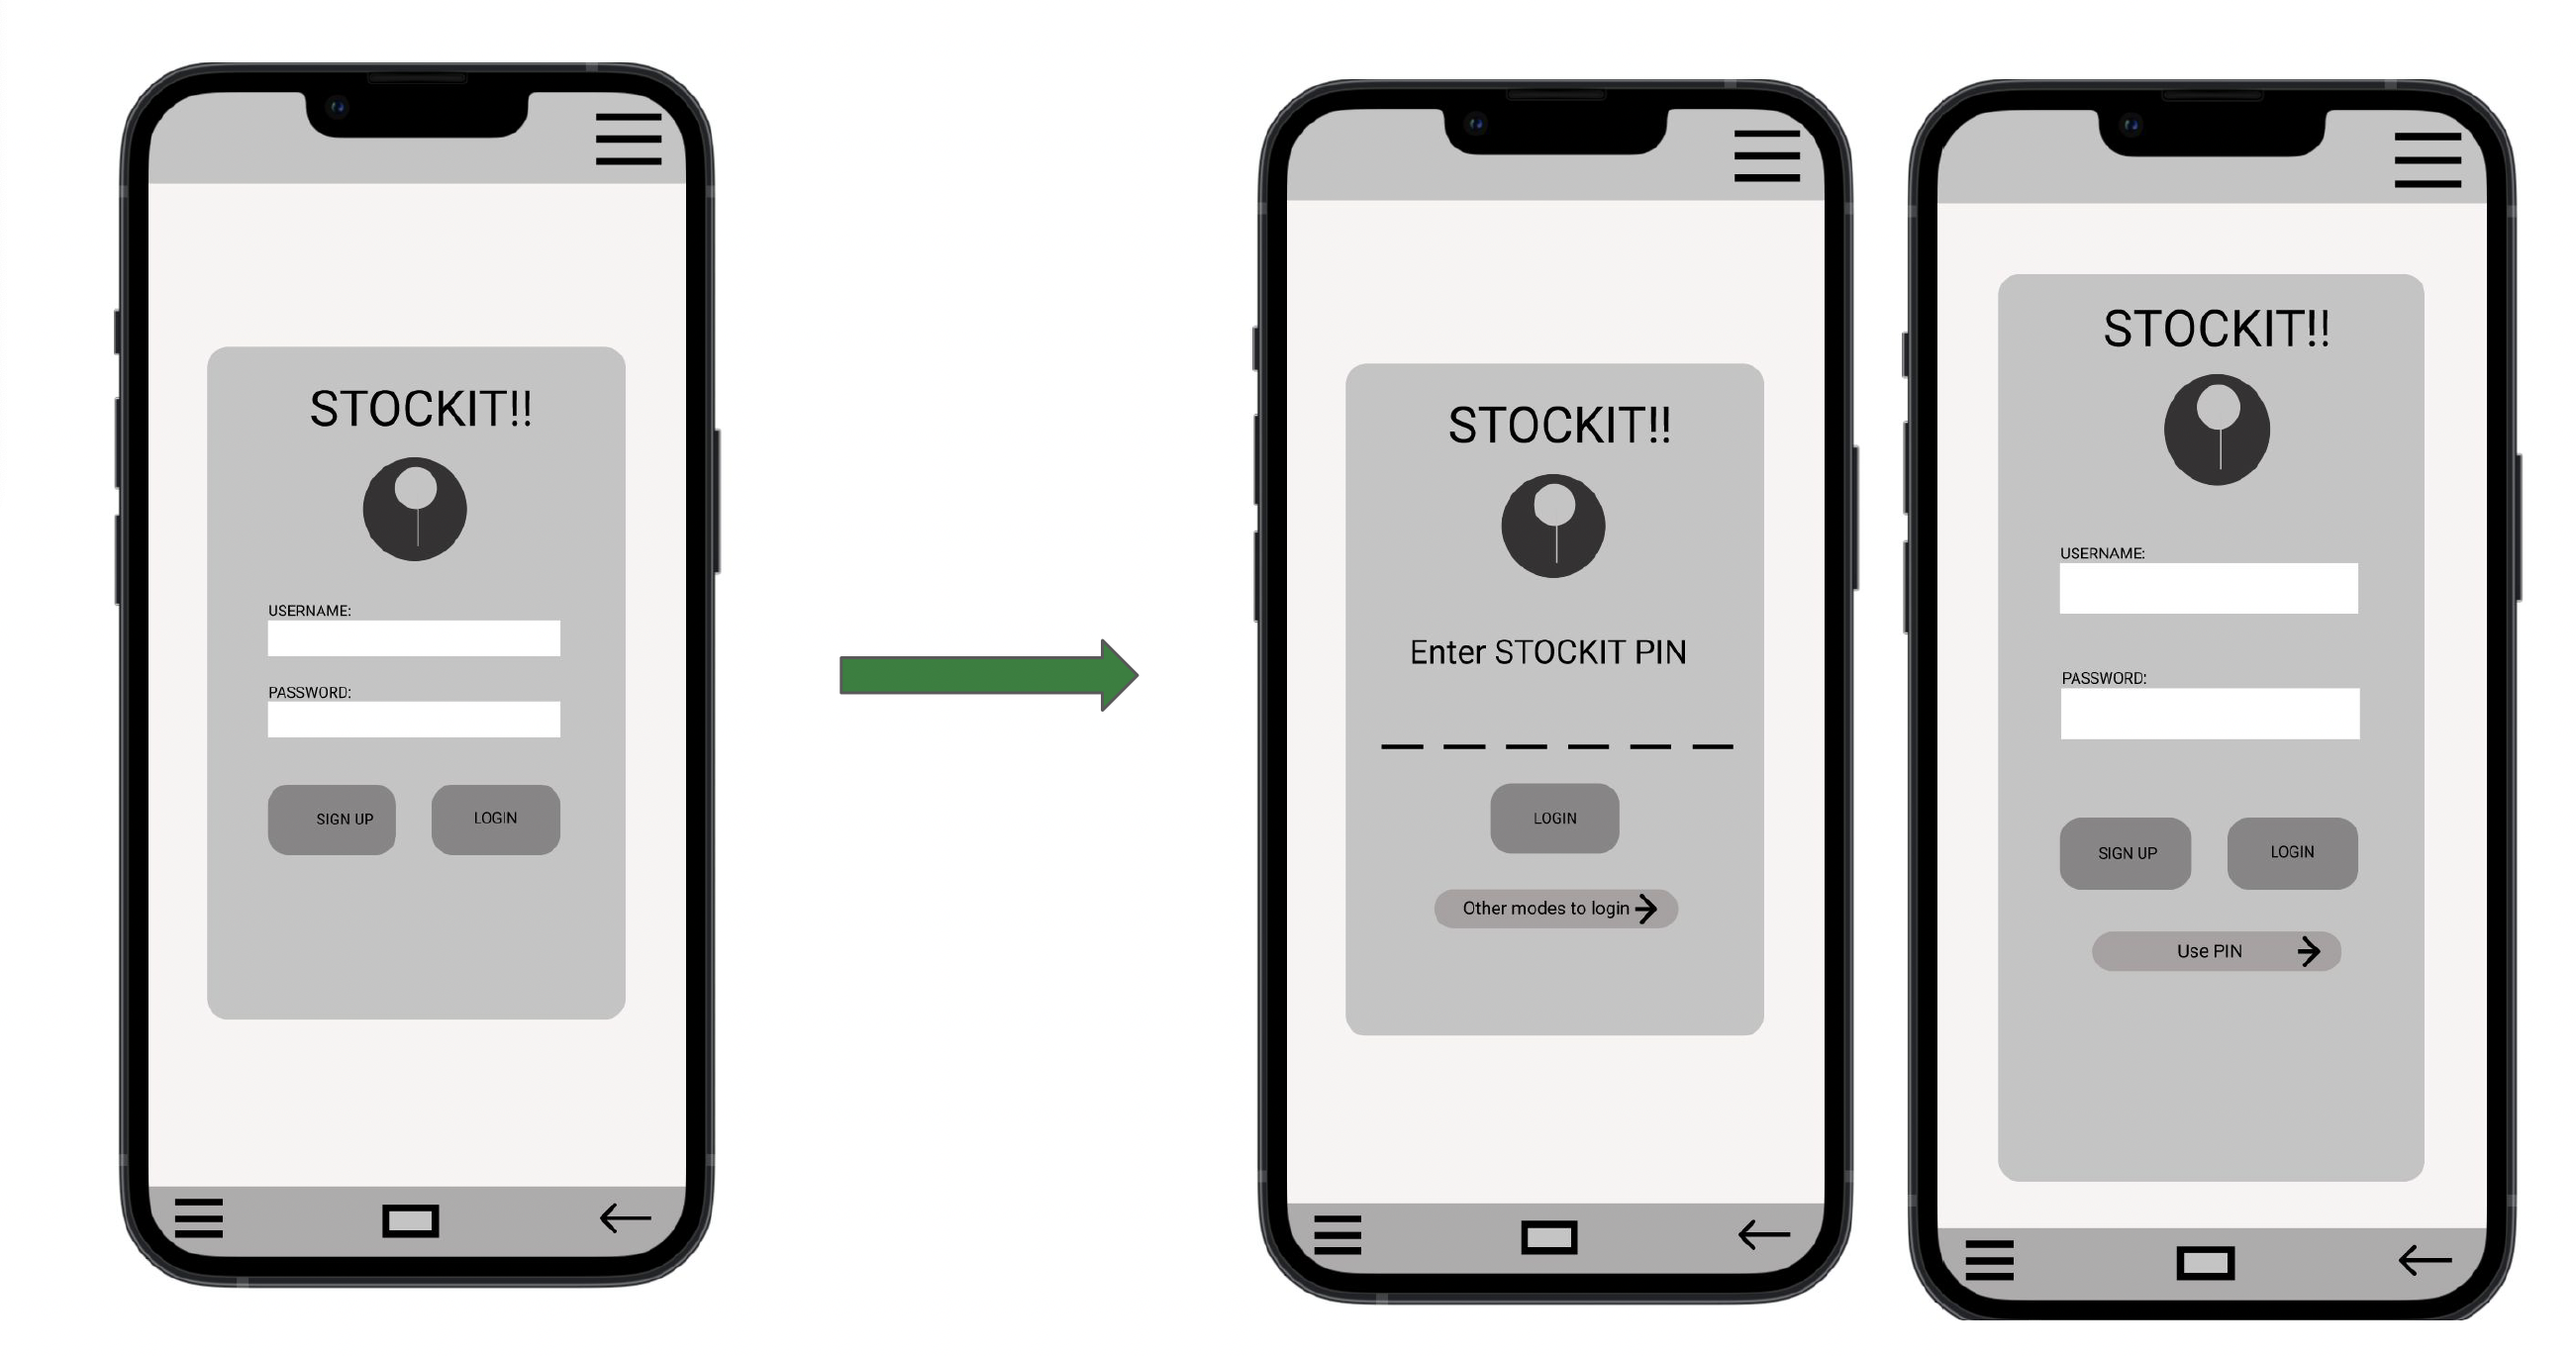 STOCKIT!!
USERNAME:
PASSWORD:
SIGN UP
LOGIN
STOCKIT!!
Enter STOCKIT PIN
LOGIN
Other modes to login
STOCKIT!!
USERNAME:
PASSWORD:
SIGN UP
LOGIN
Use PIN